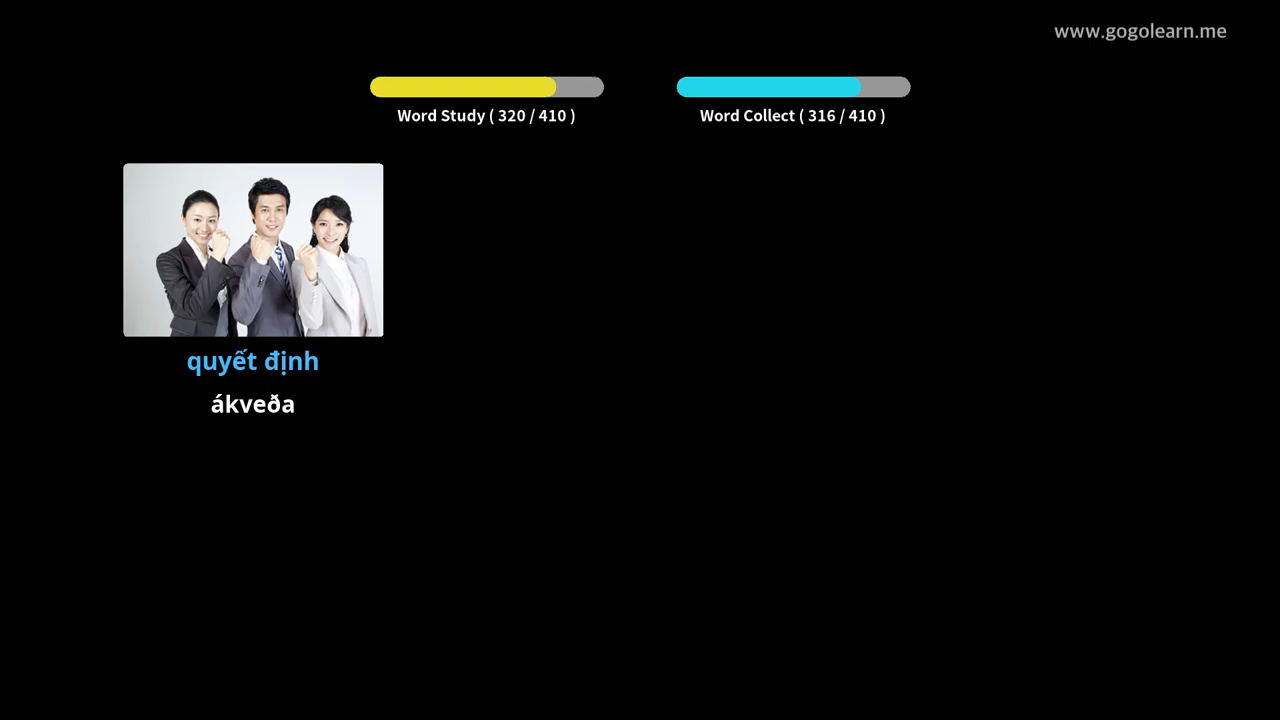 www.gogolearn.me
Word Study ( 320 / 410 )
Word Collect ( 316 / 410 )
quyết định
ákveða